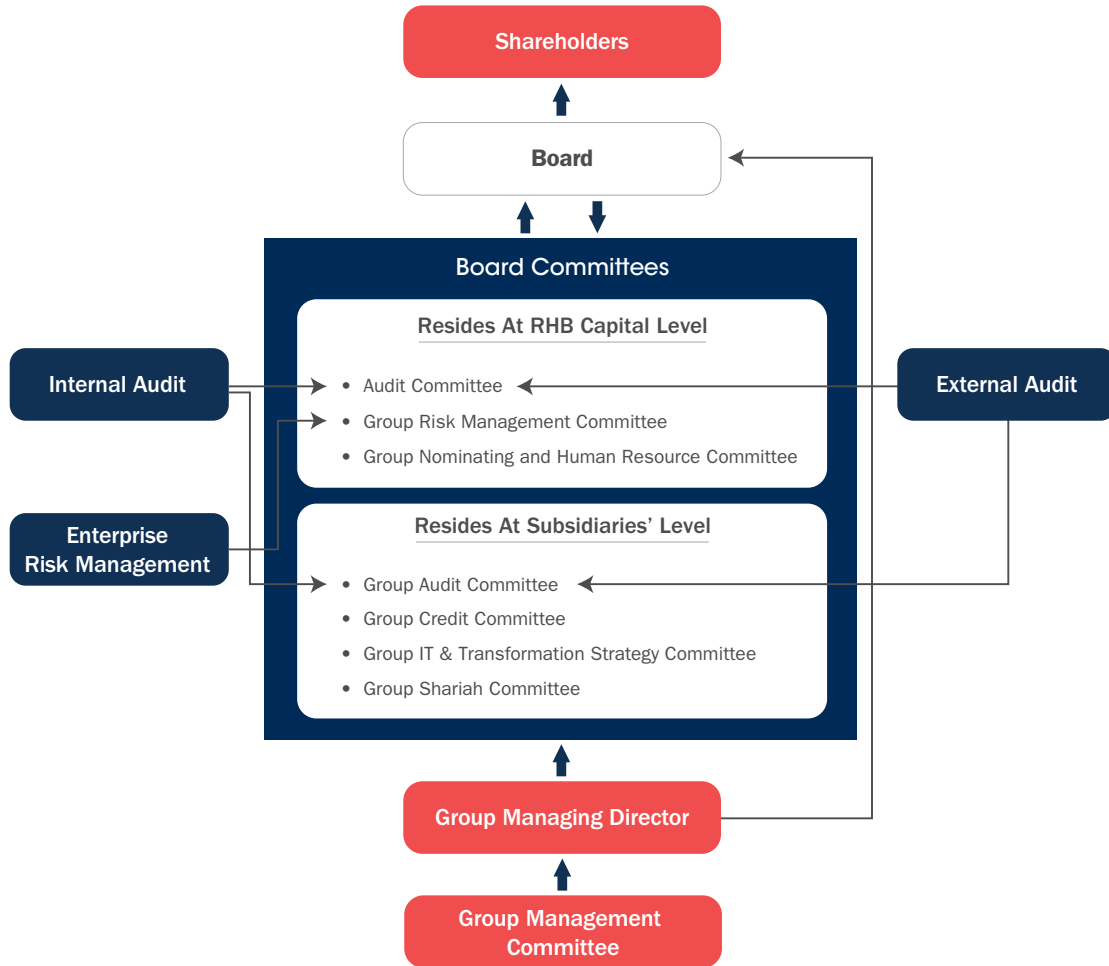 Shareholders
Board
Board Committees
Resides At RHB Capital Level
• Audit Committee
• Group Risk Management Committee
• Group Nominating and Human Resource Committee
Internal Audit
External Audit
Enterprise
Risk Management
Resides At Subsidiaries’ Level
• Group Audit Committee
• Group Credit Committee
• Group IT & Transformation Strategy Committee
• Group Shariah Committee
Group Managing Director
Group Management
Committee